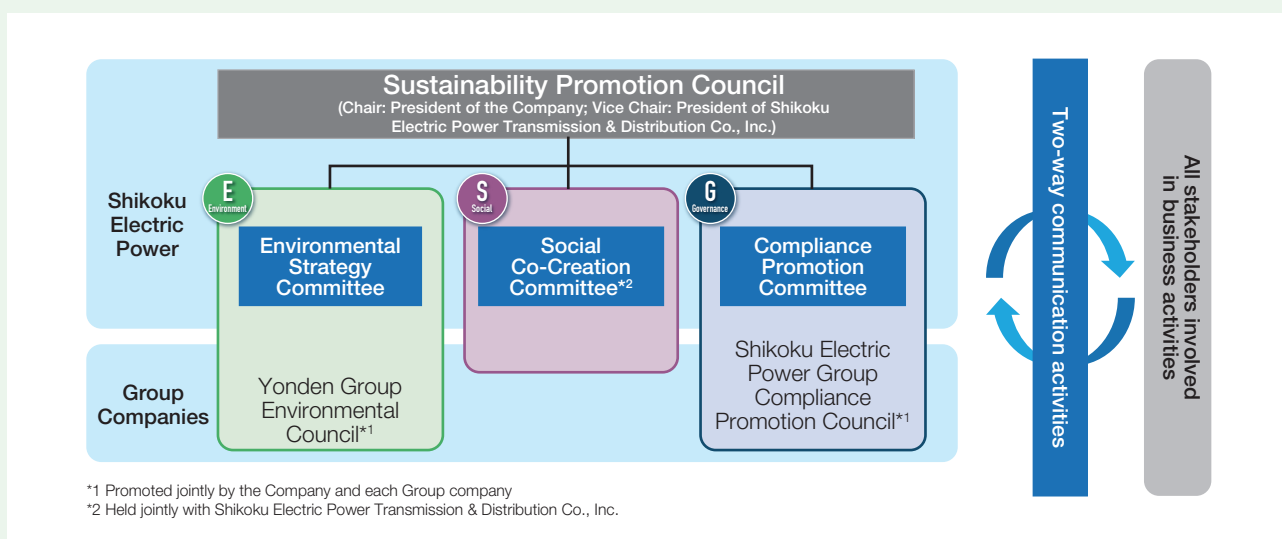 Sustainability Promotion Council
(Chair: President of the Company; Vice Chair: President of Shikoku
Electric Power Transmission & Distribution Co., Inc.)
Shikoku
Electric
Power
E
Environment
Environmental
Strategy
Committee
S
Social
Social
Co-Creation
Committee*2
G
Governance
Compliance
Promotion
Committee
Group
Companies
Yonden Group
Environmental
Council*1
Shikoku Electric
Power Group
Compliance
Promotion Council*1
Two-way communication activities
All stakeholders involved
in business activities
*1 Promoted jointly by the Company and each Group company
*2 Held jointly with Shikoku Electric Power Transmission & Distribution Co., Inc.